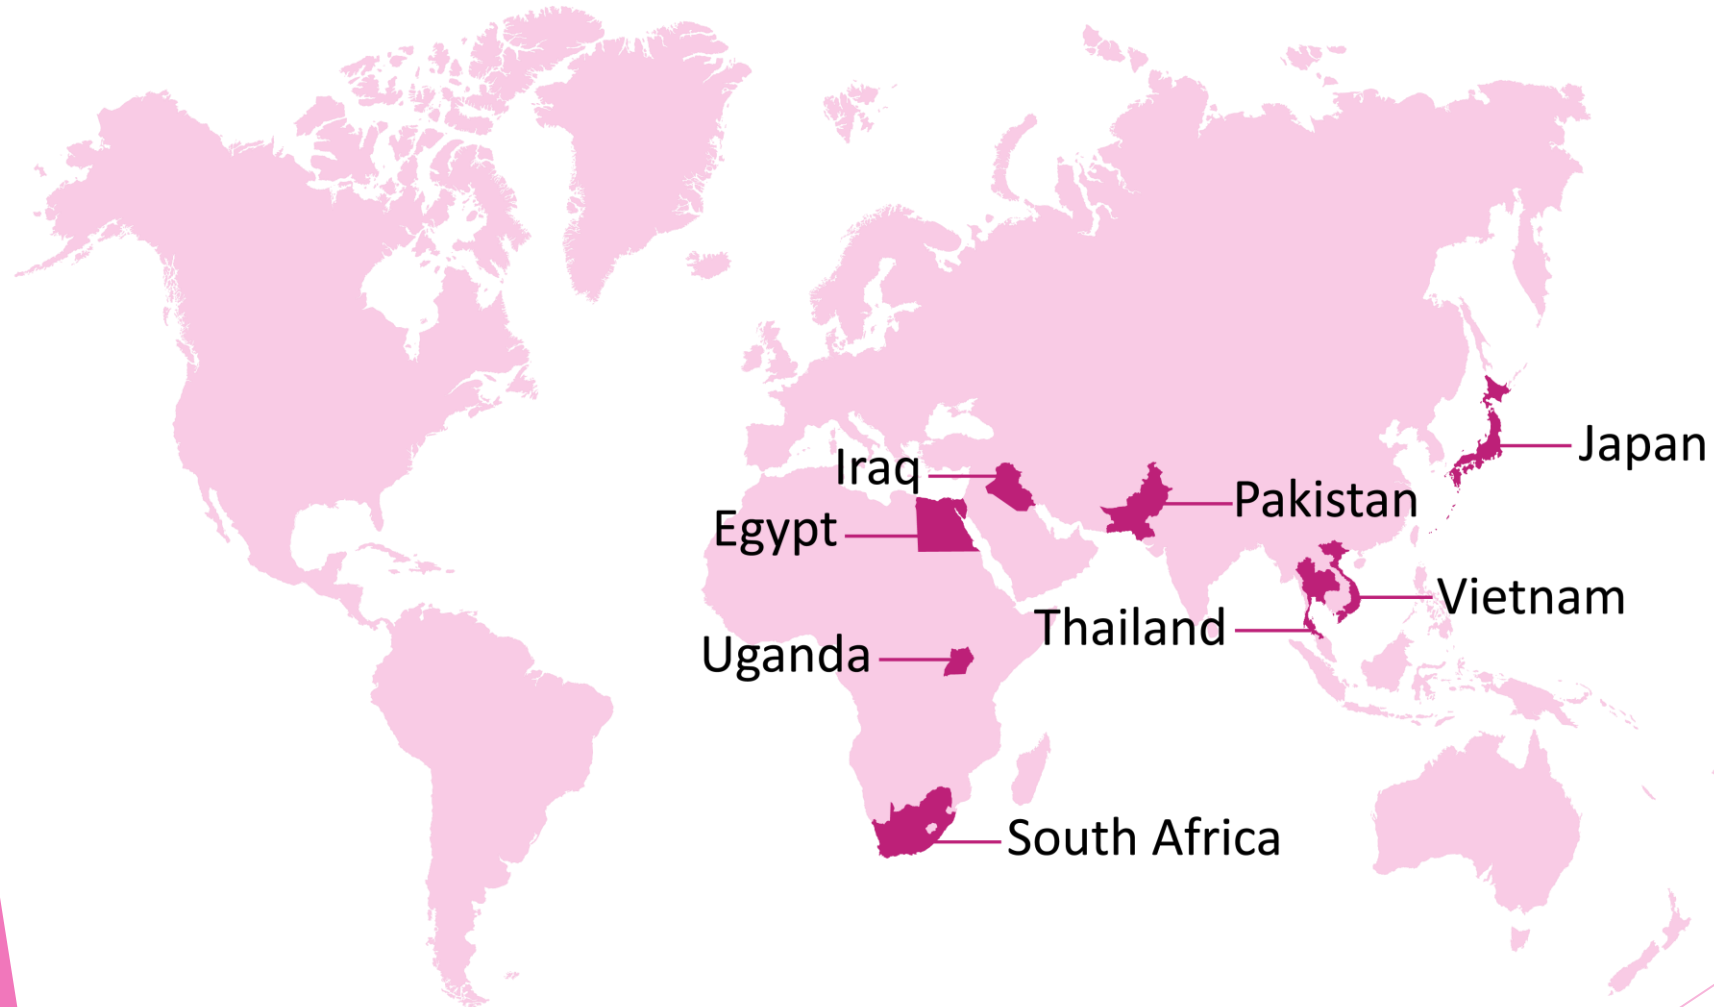 Japan
Iraq
Pakistan
Egypt
Vietnam
Thailand
Uganda
South Africa